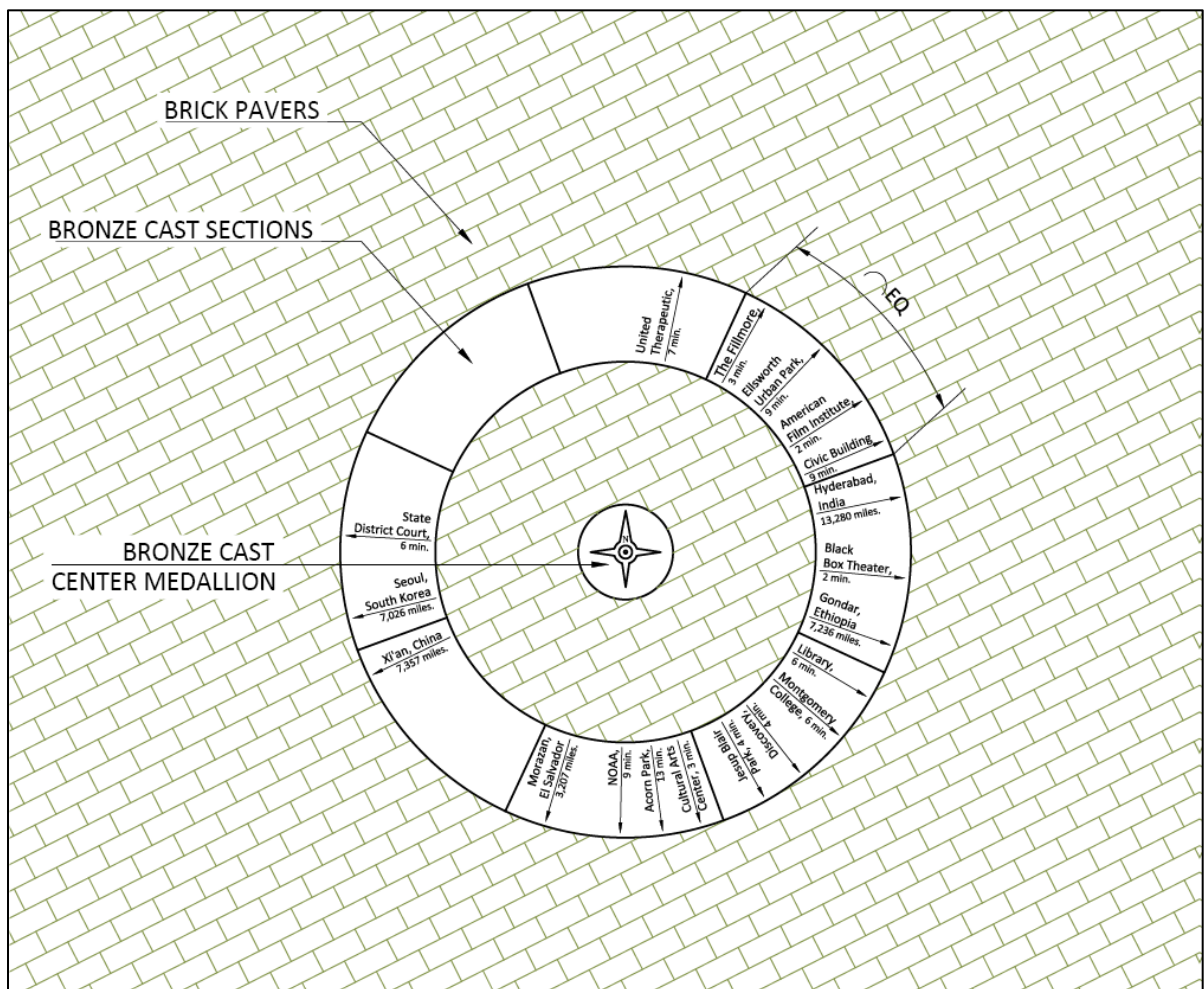 BRICK PAVERS
BRONZE CAST SECTIONS
BRONZE CAST
CENTER MEDALLION
EQ
N
United
Therapeutic,
7 min.
The Fillmore,
3 min.
Ellsworth
Urban Park,
9 min.
American
Film Institute,
2 min.
Civic Building
9 min.
Hyderabad,
India
13,280 miles.
Black
Box Theater,
2 min.
Gondar,
Ethiopia
7,236 miles.
Library,
6 min.
Montgomery
College, 6 min.
Discovery,
4 min.
Jesup Blair
Park, 4 min.
Cultural Arts
Center, 3 min.
Acorn Park,
13 min.
NOAA,
9 min.
Morazan,
El Salvador
3,207 miles.
Xi'an, China
7,357 miles.
Seoul,
South Korea
7,026 miles.
State
District Court,
6 min.